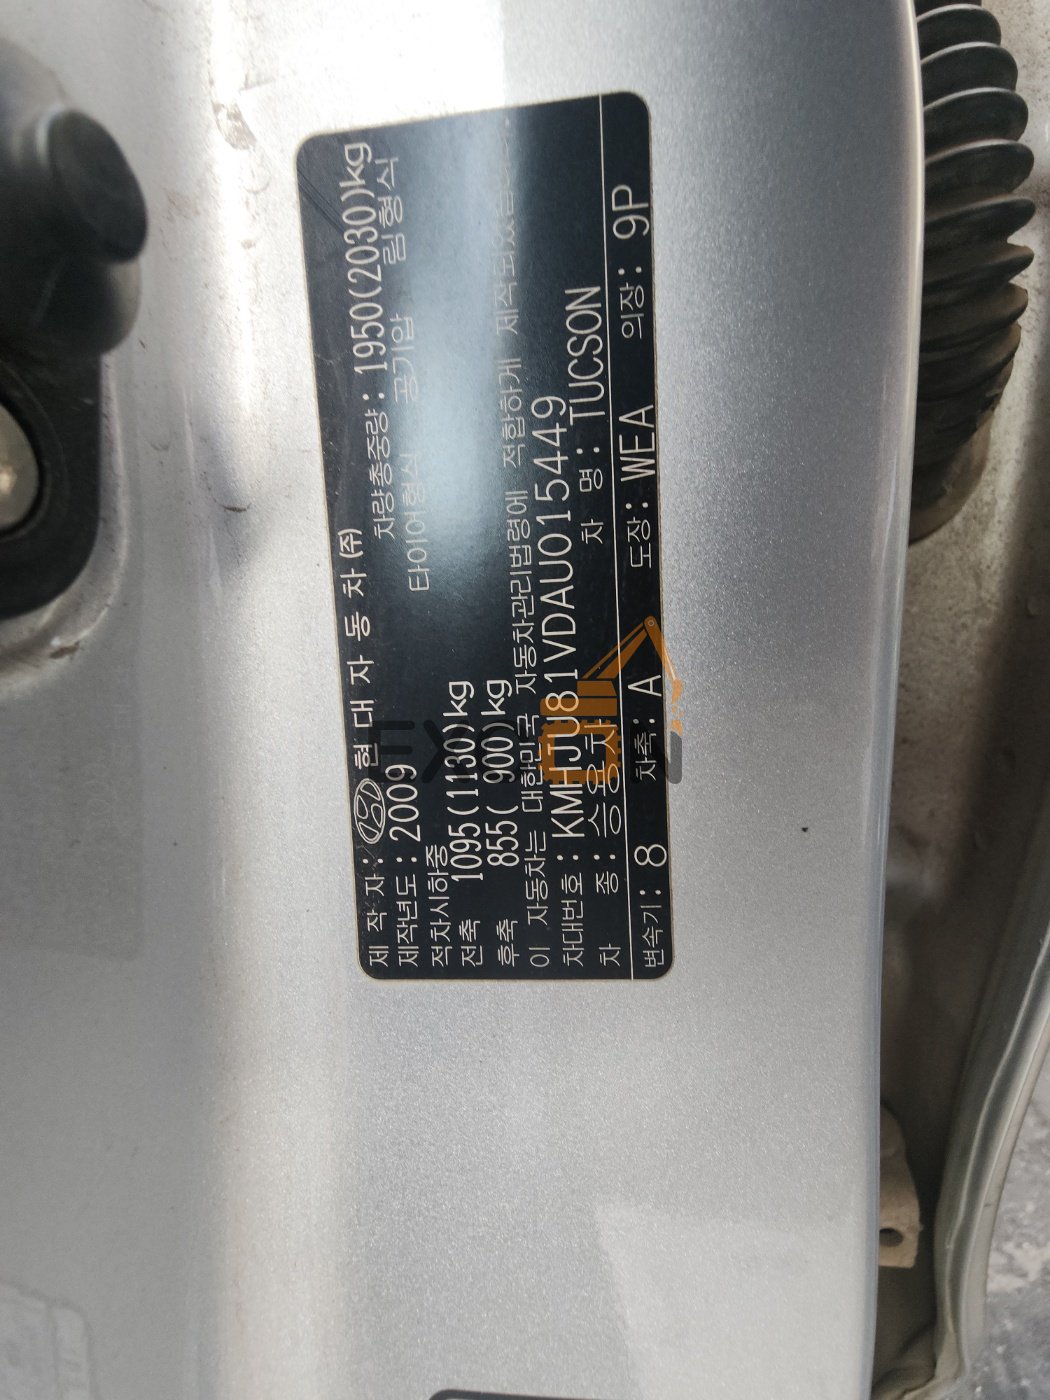 제 작 자: 현 대 자 동 차 (주)
제작년도: 2009 차량총중량: 1950(2030)kg
적차시하중 타이어형식 공기압 림형식
전축 1095(1130)kg
후축 855( 900)kg
이 자동차는 대한민국 자동차관리법령에 적합하게 제작되었
차대번호: KMHJU81VDAU015449
차 종: 승용차 차 명: TUCSON
변속기: 8 차축: A 도장: WEA 의장: 9P